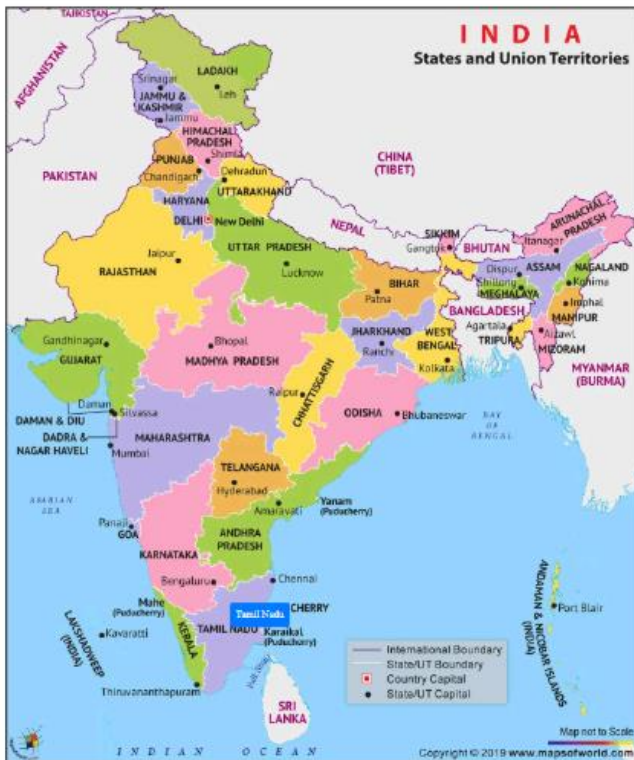 TAJIKISTAN
INDIA
States and Union Territories
AFGHANISTAN
LADAKH
Srinagar
Leh
JAMMU &
KASHMIR
Jammu
HIMACHAL
PRADESH
Shimla
PUNJAB
Chandigarh
Dehradun
UTTARAKHAND
PAKISTAN
CHINA
(TIBET)
HARYANA
DELHI
New Delhi
NEPAL
SIKKIM
Gangtok
BHUTAN
ARUNACHAL
PRADESH
Itanagar
Jaipur
RAJASTHAN
UTTAR PRADESH
Lucknow
Dispur
ASSAM
NAGALAND
Shillong
Kohima
MEGHALAYA
BIHAR
Patna
Imphal
MANIPUR
BANGLADESH
Gandhinagar
GUJARAT
Bhopal
MADHYA PRADESH
JHARKHAND
Ranchi
WEST
BENGAL
Kolkata
Agartala
TRIPURA
Aizawl
MIZORAM
MYANMAR
(BURMA)
Daman
Silvassa
DAMAN & DIU
DADRA &
NAGAR HAVELI
Raipur
CHHATTISGARH
ODISHA
Bhubaneswar
BAY
OF
BENGAL
MAHARASHTRA
Mumbai
TELANGANA
Hyderabad
ARABIAN
SEA
Amaravati
Yanam
(Puducherry)
Panaji
GOA
ANDHRA
PRADESH
KARNATAKA
Bengaluru
Chennai
Mahe
(Puducherry)
Tamil Nadu
CHERRY
TAMIL NADU
Karaikal
(Puducherry)
KERALA
LAKSHADWEEP
(INDIA)
Kavaratti
Thiruvananthapuram
SRI
LANKA
ANDAMAN & NICOBAR ISLANDS
(INDIA)
Port Blair
International Boundary
State/UT Boundary
Country Capital
State/UT Capital
Map not to Scale
INDIAN OCEAN
Copyright © 2019 www.mapsofworld.com